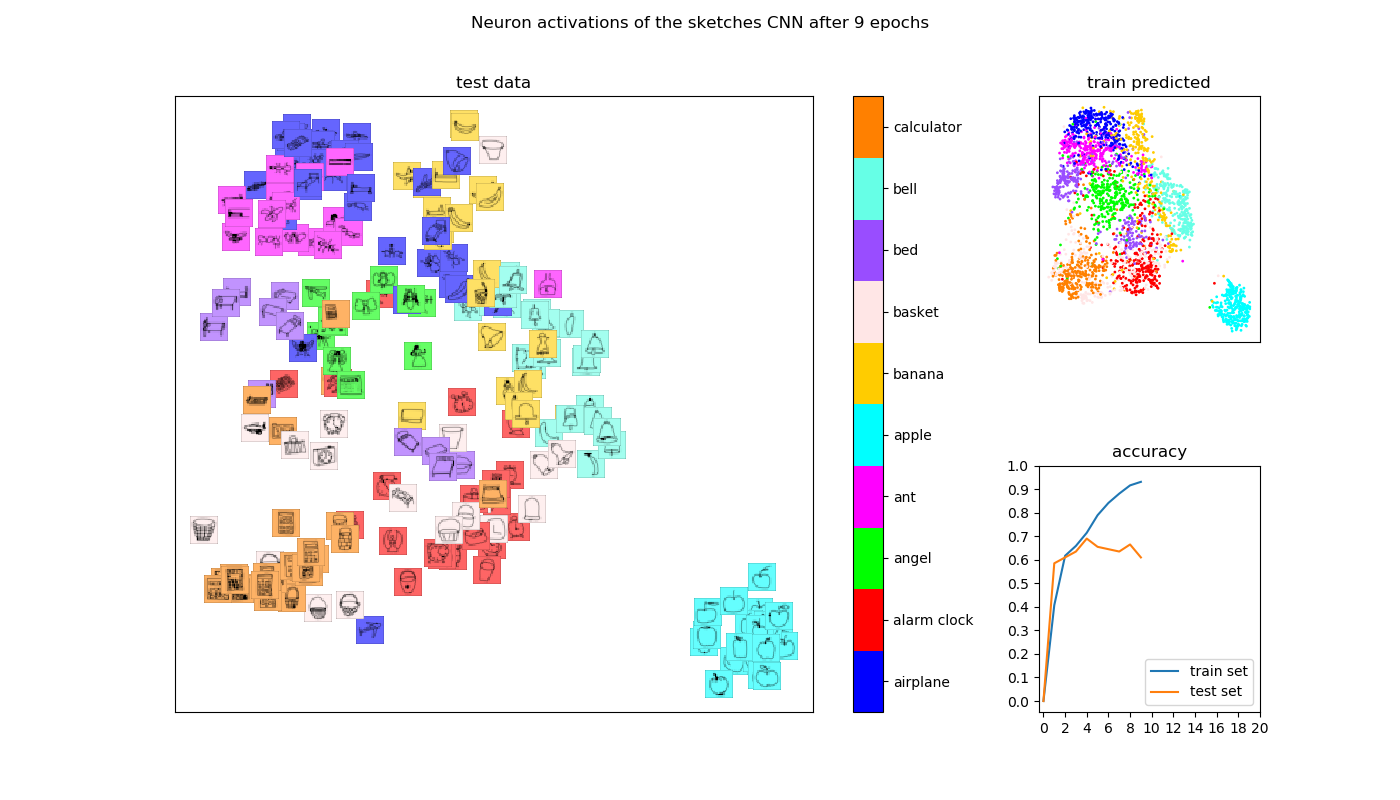 Neuron activations of the sketches CNN after 9 epochs
test data
calculator
bell
bed
basket
banana
apple
ant
angel
alarm clock
airplane
train predicted
accuracy
1.0
0.9
0.8
0.7
0.6
0.5
0.4
0.3
0.2
0.1
0.0
train set
test set
0 2 4 6 8 10 12 14 16 18 20